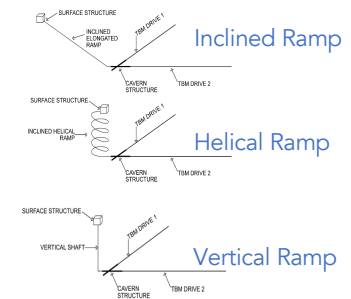 SURFACE STRUCTURE
INCLINED
ELONGATED
RAMP
TBM DRIVE 1
Inclined Ramp
CAVERN
STRUCTURE
TBM DRIVE 2
SURFACE STRUCTURE
TBM DRIVE 1
INCLINED HELICAL
RAMP
Helical Ramp
CAVERN
STRUCTURE
TBM DRIVE 2
SURFACE STRUCTURE
TBM DRIVE 1
VERTICAL SHAFT
Vertical Ramp
CAVERN
STRUCTURE
TBM DRIVE 2